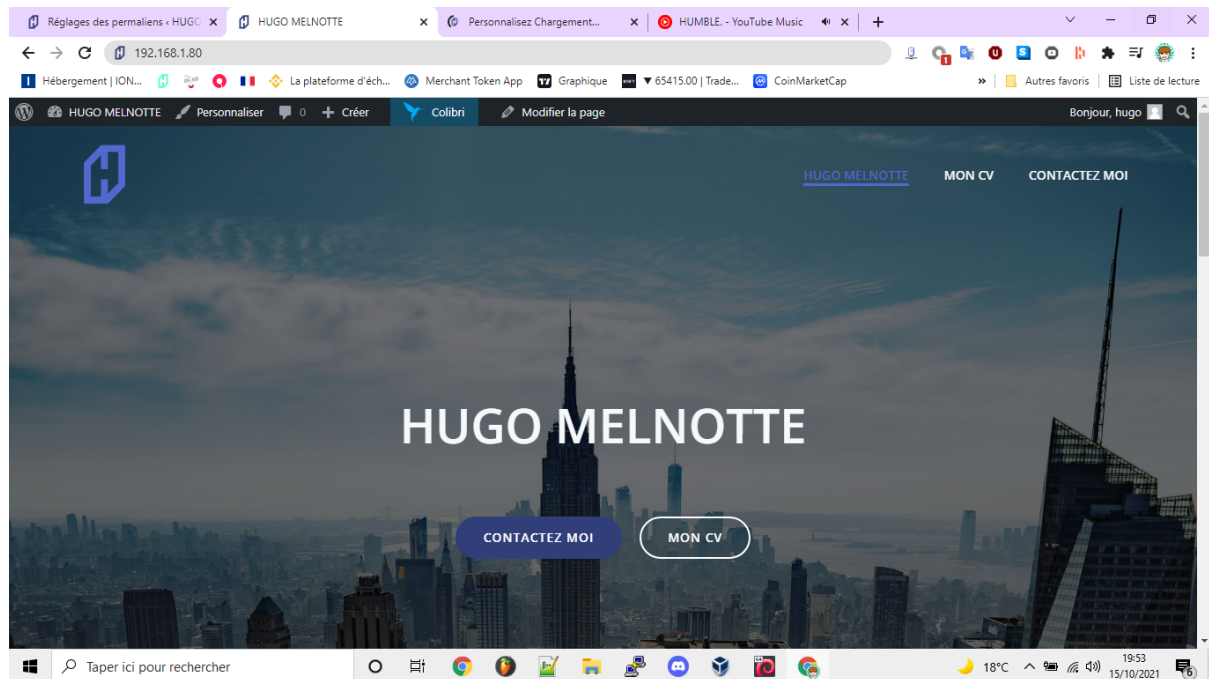 Réglages des permaliens ‹ HUGO
HUGO MELNOTTE
Personnalisez Chargement...
HUMBLE. - YouTube Music
192.168.1.80
Hébergement | ION...
La plateforme d'éch...
Merchant Token App
Graphique
▼ 65415.00 | Trade...
CoinMarketCap
»
Autres favoris
Liste de lecture
HUGO MELNOTTE
Personnaliser
0
+ Créer
Colibri
Modifier la page
Bonjour, hugo
HUGO MELNOTTE
MON CV
CONTACTEZ MOI
HUGO MELNOTTE
CONTACTEZ MOI
MON CV
Taper ici pour rechercher
18°C
19:53
15/10/2021
6